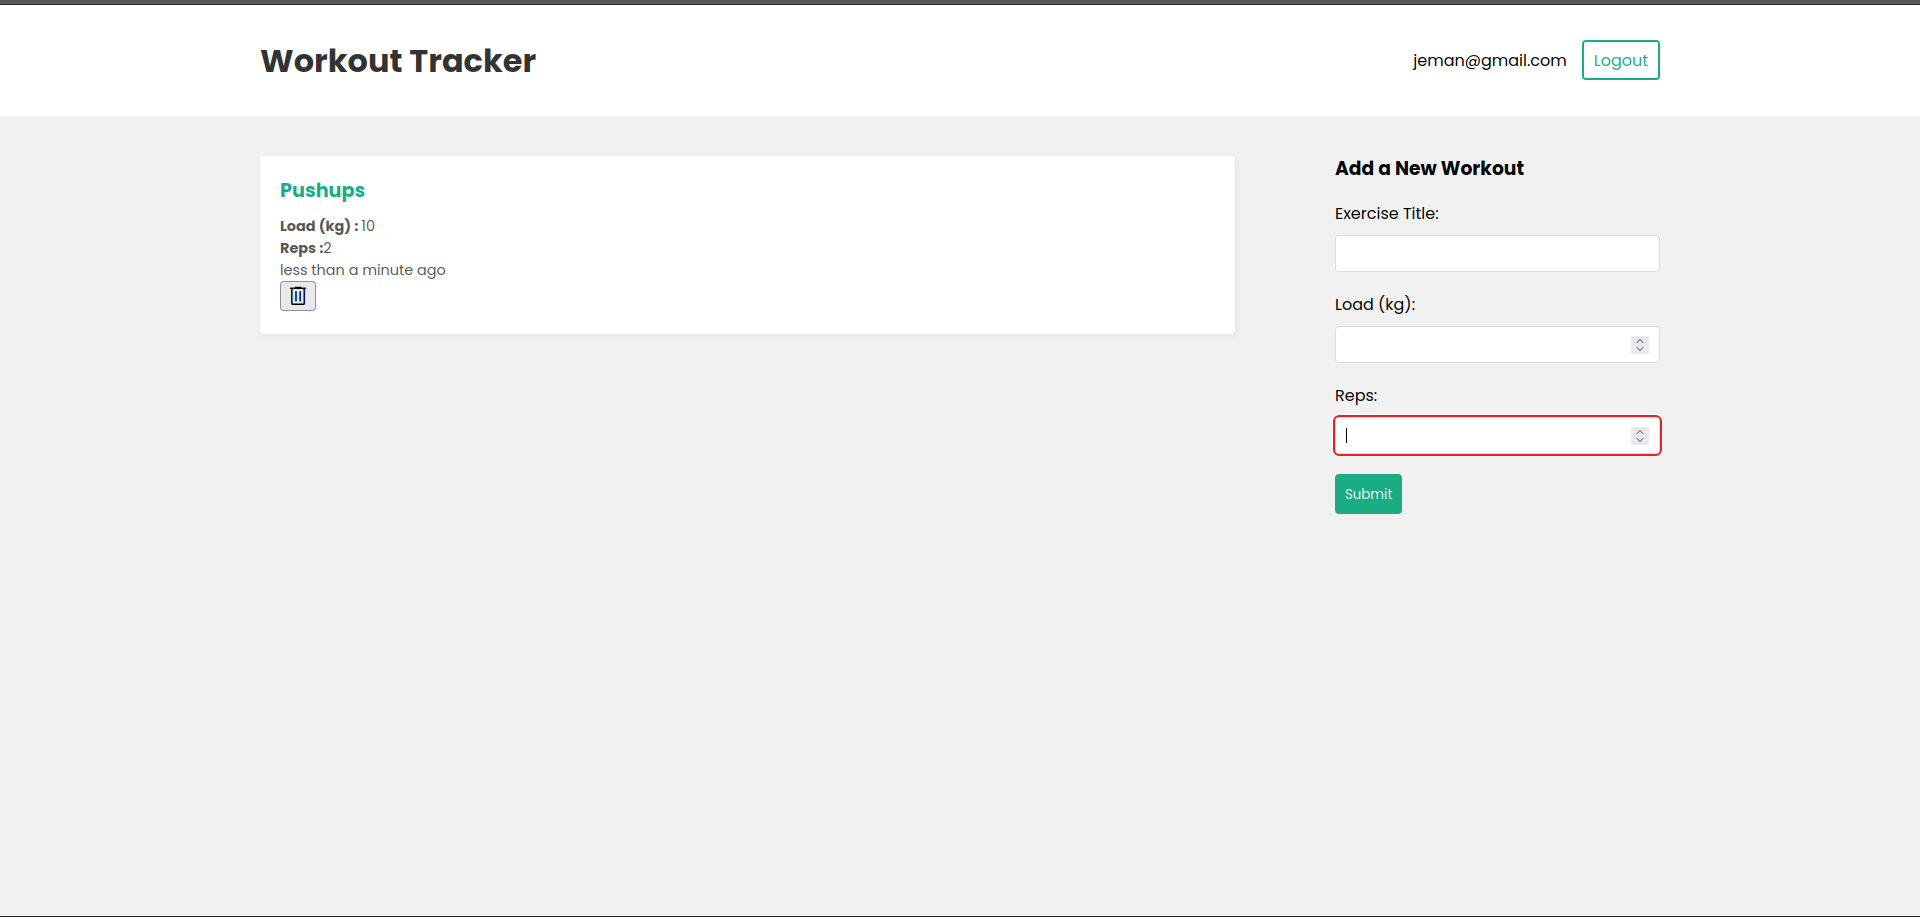 Workout Tracker
jeman@gmail.com
Logout
Pushups
Load (kg) : 10
Reps :2
less than a minute ago
Add a New Workout
Exercise Title:
Load (kg):
Reps:
Submit